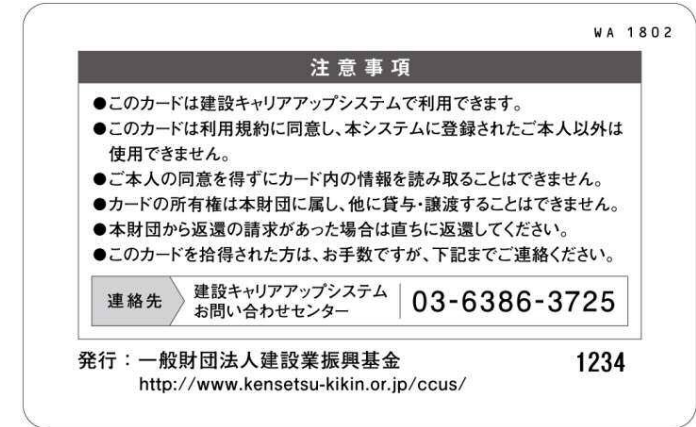 WA 1802
注意事項
●このカードは建設キャリアアップシステムで利用できます。
●このカードは利用規約に同意し、本システムに登録されたご本人以外は
使用できません。
●ご本人の同意を得ずにカード内の情報を読み取ることはできません。
●カードの所有権は本財団に属し、他に貸与・譲渡することはできません。
●本財団から返還の請求があった場合は直ちに返還してください。
●このカードを拾得された方は、お手数ですが、下記までご連絡ください。
連絡先 建設キャリアアップシステム
お問い合わせセンター 03-6386-3725
発行：一般財団法人建設業振興基金 1234
http://www.kensetsu-kikin.or.jp/ccus/